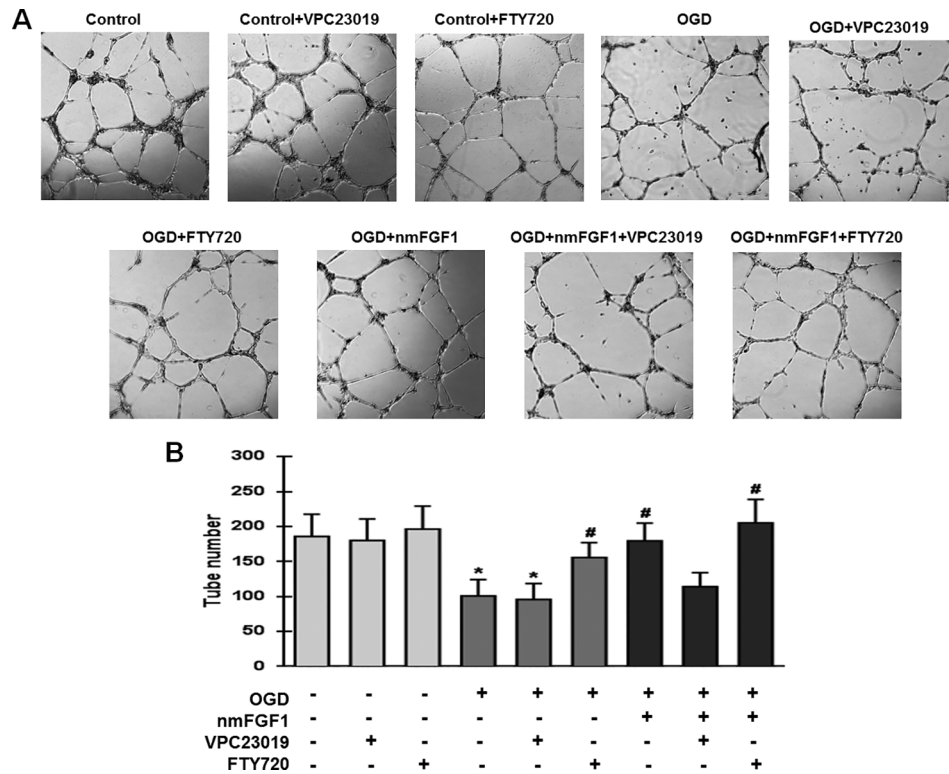 A
Control Control+VPC23019 Control+FTY720 OGD OGD+VPC23019
OGD+FTY720 OGD+nmFGF1 OGD+nmFGF1+VPC23019 OGD+nmFGF1+FTY720
B
Tube number
300
250
200
150
100
50
0
* * # # #
OGD - - - + + + + + +
nmFGF1 - - - - - - + + +
VPC23019 - + - - + - - + -
FTY720 - - + - - + - - +